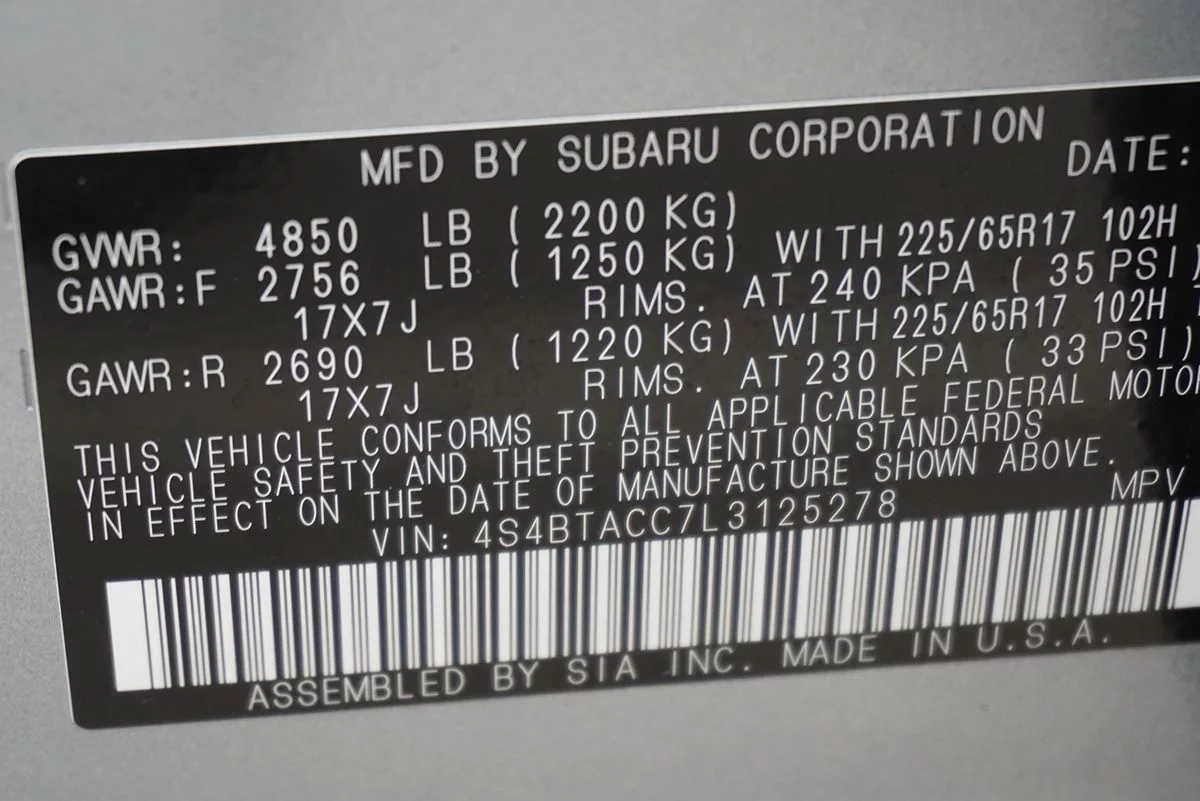 MFD BY SUBARU CORPORATION DATE:
GVWR: 4850 LB ( 2200 KG)
GAWR:F 2756 LB ( 1250 KG) WITH 225/65R17 102H
17X7J RIMS. AT 240 KPA ( 35 PSI)
GAWR:R 2690 LB ( 1220 KG) WITH 225/65R17 102H
17X7J RIMS. AT 230 KPA ( 33 PSI)
THIS VEHICLE CONFORMS TO ALL APPLICABLE FEDERAL MOTO
VEHICLE SAFETY AND THEFT PREVENTION STANDARDS
IN EFFECT ON THE DATE OF MANUFACTURE SHOWN ABOVE.
VIN: 4S4BTACC7L3125278 MPV
ASSEMBLED BY SIA INC. MADE IN U.S.A.